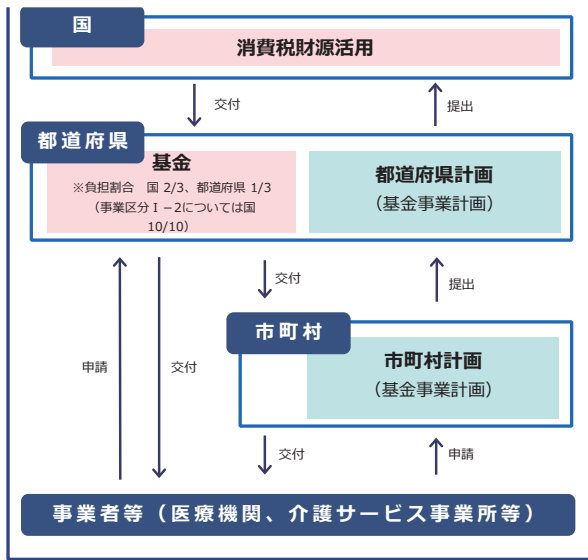 国
消費税財源活用
交付
提出
都道府県
基金
※負担割合　国 2/3、都道府県 1/3
（事業区分Ⅰ－2については国
10/10）
都道府県計画
（基金事業計画）
交付
提出
市町村
市町村計画
（基金事業計画）
申請
交付
交付
申請
事業者等（医療機関、介護サービス事業所等）